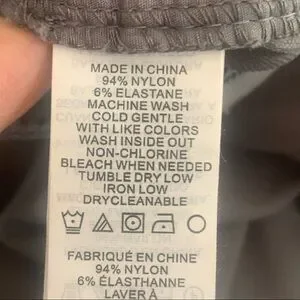 MADE IN CHINA
94% NYLON
6% ELASTANE
MACHINE WASH
COLD GENTLE
WITH LIKE COLORS
WASH INSIDE OUT
NON-CHLORINE
BLEACH WHEN NEEDED
TUMBLE DRY LOW
IRON LOW
DRYCLEANABLE
FABRIQUÉ EN CHINE
94% NYLON
6% ÉLASTHANNE
LAVER À